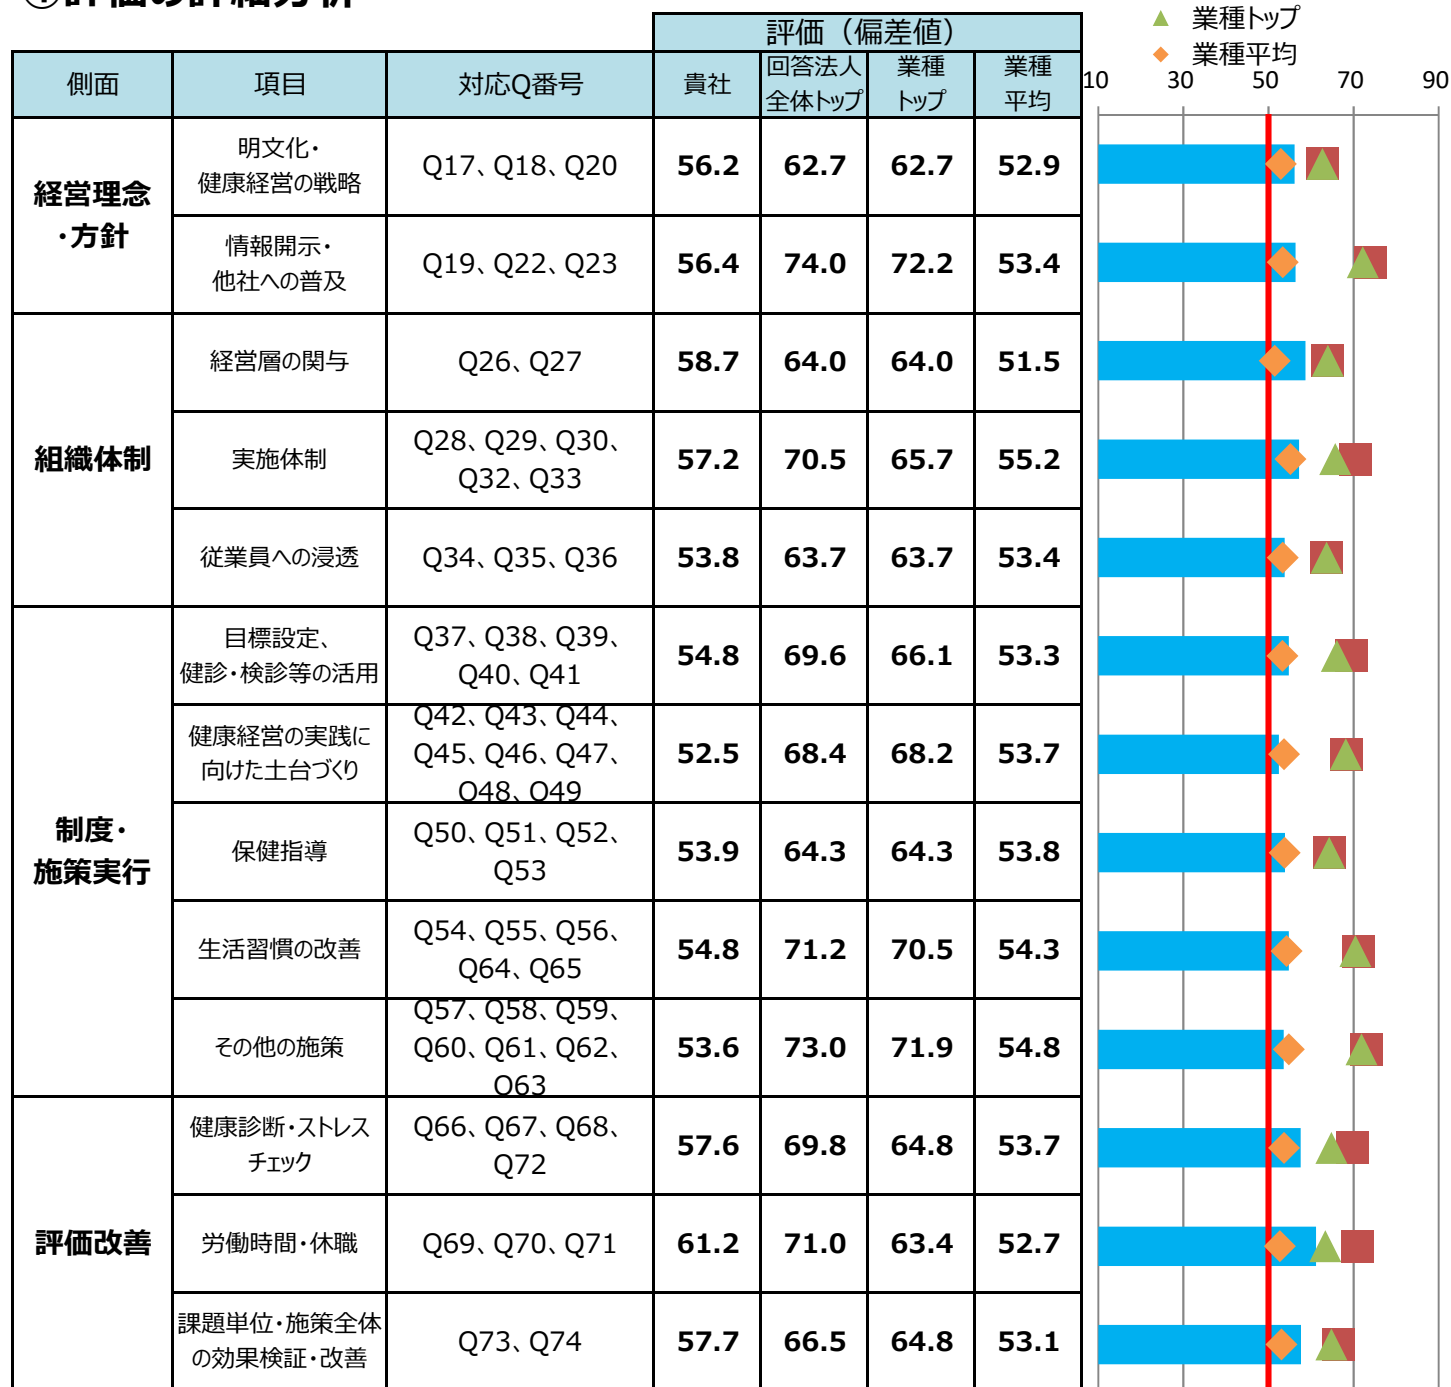 ①評価の詳細分析
▲ 業種トップ
◆ 業種平均
評価（偏差値）
側面 項目 対応Q番号 貴社 回答法人 業種 業種
全体トップ トップ 平均
10 30 50 70 90
経営理念
・方針
明文化・
健康経営の戦略
Q17、Q18、Q20 56.2 62.7 62.7 52.9
情報開示・
他社への普及
Q19、Q22、Q23 56.4 74.0 72.2 53.4
組織体制
経営層の関与 Q26、Q27 58.7 64.0 64.0 51.5
実施体制
Q28、Q29、Q30、
Q32、Q33
57.2 70.5 65.7 55.2
従業員への浸透 Q34、Q35、Q36 53.8 63.7 63.7 53.4
制度・
施策実行
目標設定、
健診・検診等の活用
Q37、Q38、Q39、
Q40、Q41
54.8 69.6 66.1 53.3
健康経営の実践に
向けた土台づくり
Q42、Q43、Q44、
Q45、Q46、Q47、
Q48、Q49
52.5 68.4 68.2 53.7
保健指導
Q50、Q51、Q52、
Q53
53.9 64.3 64.3 53.8
生活習慣の改善
Q54、Q55、Q56、
Q64、Q65
54.8 71.2 70.5 54.3
その他の施策
Q57、Q58、Q59、
Q60、Q61、Q62、
Q63
53.6 73.0 71.9 54.8
評価改善
健康診断・ストレス
チェック
Q66、Q67、Q68、
Q72
57.6 69.8 64.8 53.7
労働時間・休職 Q69、Q70、Q71 61.2 71.0 63.4 52.7
課題単位・施策全体
の効果検証・改善
Q73、Q74 57.7 66.5 64.8 53.1